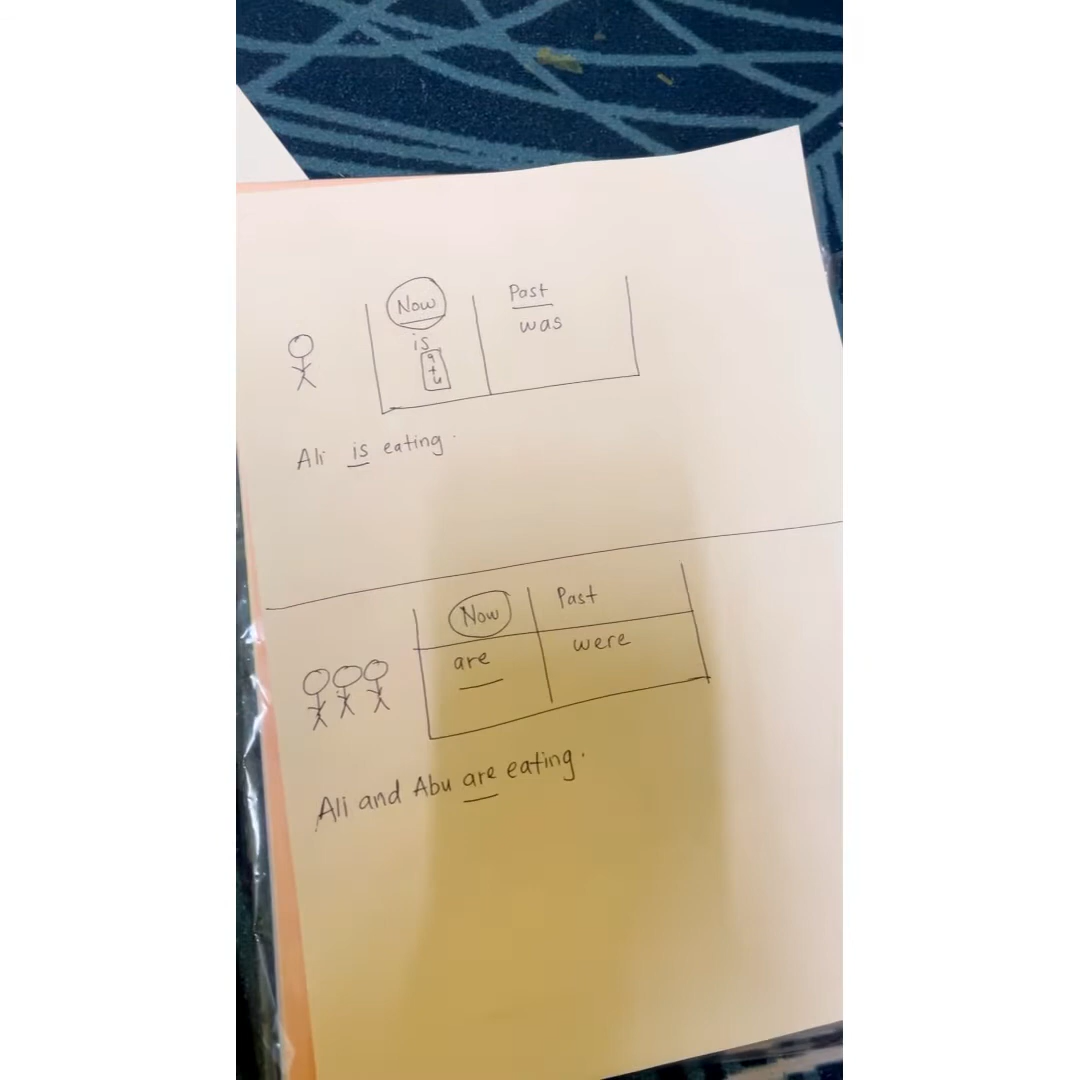 Now Past
is was
Ali is eating.
Now Past
are were
Ali and Abu are eating.